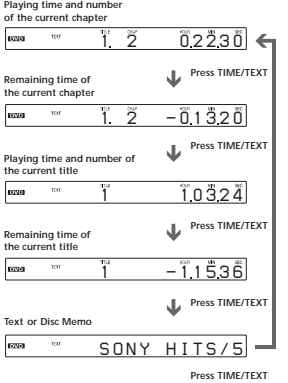 Playing time and number
of the current chapter
DVD TEXT TITLE CHAP HOUR MIN SEC
1. 2 0.22.30
Press TIME/TEXT
Remaining time of
the current chapter
DVD TEXT TITLE CHAP HOUR MIN SEC
1. 2 −0.13.20
Press TIME/TEXT
Playing time and number of
the current title
DVD TEXT TITLE HOUR MIN SEC
1 1.03.24
Press TIME/TEXT
Remaining time of
the current title
DVD TEXT TITLE HOUR MIN SEC
1 −1.15.36
Press TIME/TEXT
Text or Disc Memo
DVD TEXT
SONY HITS/5
Press TIME/TEXT